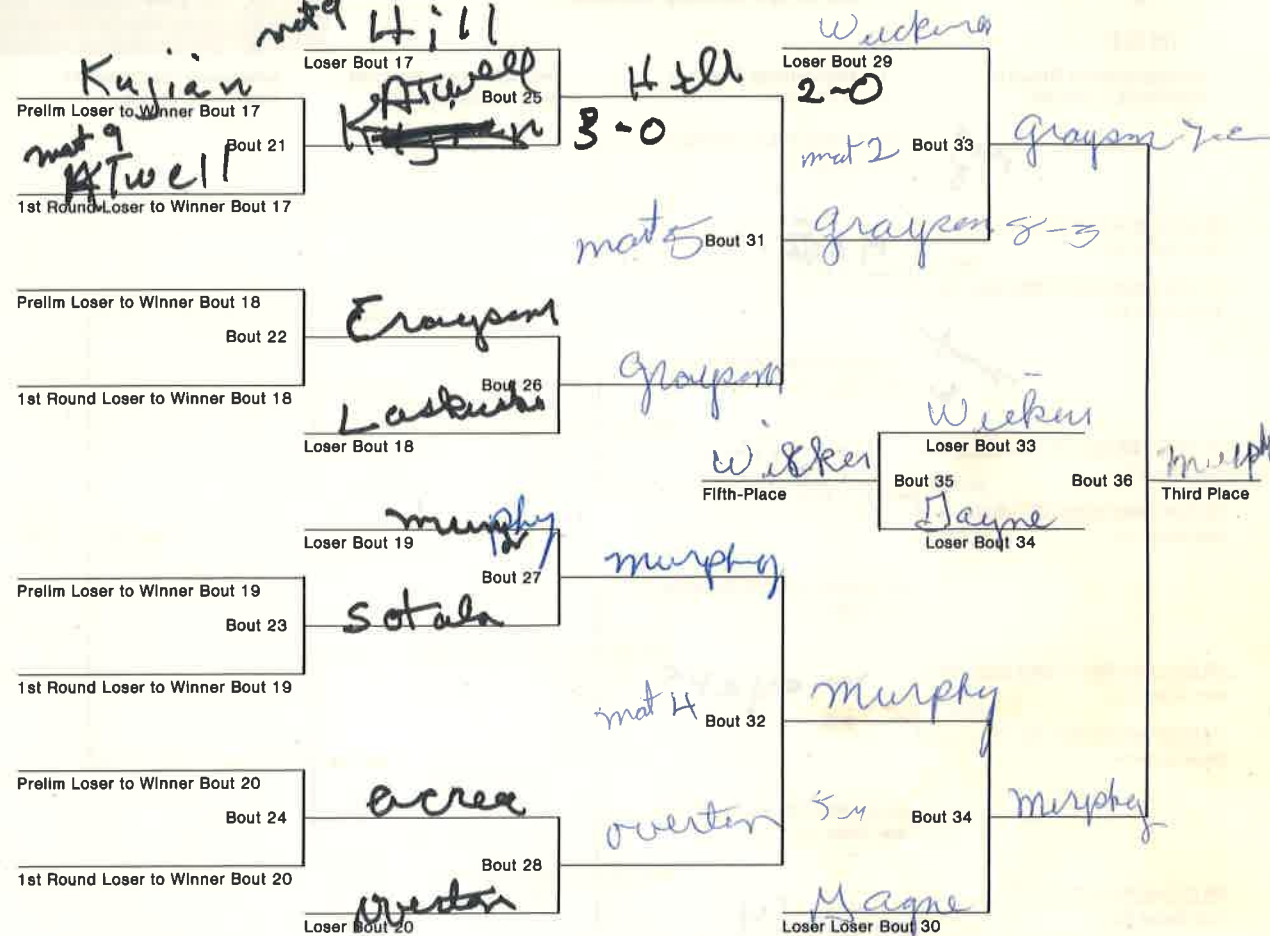 mat 9 Hill
Loser Bout 17
Kujian
Prelim Loser to Winner Bout 17
mat 9
Bout 21
ATwell
1st Round Loser to Winner Bout 17
ATwell
Bout 25
Hill
3-0
Loser Bout 29
2-0
mat 2 Bout 33
Grayson
mat 5 Bout 31
Grayson 8-3
Prelim Loser to Winner Bout 18
Bout 22
Erayson
1st Round Loser to Winner Bout 18
Bout 26
Grayson
Loser Bout 18
Loser Bout 33
Fifth-Place
Bout 35
Bout 36
Murph
Third Place
Loser Bout 34
Murphy
Loser Bout 19
Bout 27
Murphy
Prelim Loser to Winner Bout 19
Bout 23
Sotala
1st Round Loser to Winner Bout 19
mat 4 Bout 32
Murphy
Prelim Loser to Winner Bout 20
Bout 24
acrea
Overton
Bout 34
Murphy
1st Round Loser to Winner Bout 20
Bout 28
Overton
Loser Bout 20
Loser Loser Bout 30